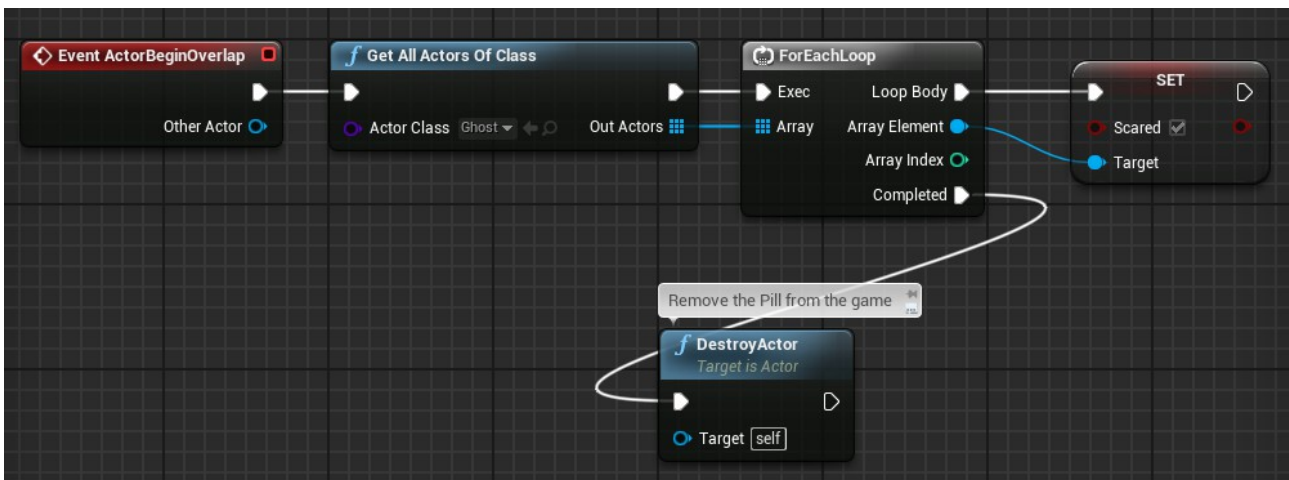 Event ActorBeginOverlap
Other Actor
Get All Actors Of Class
Actor Class Ghost
Out Actors
ForEachLoop
Exec
Loop Body
Array
Array Element
Array Index
Completed
SET
Scared
Target
Remove the Pill from the game
DestroyActor
Target is Actor
Target self